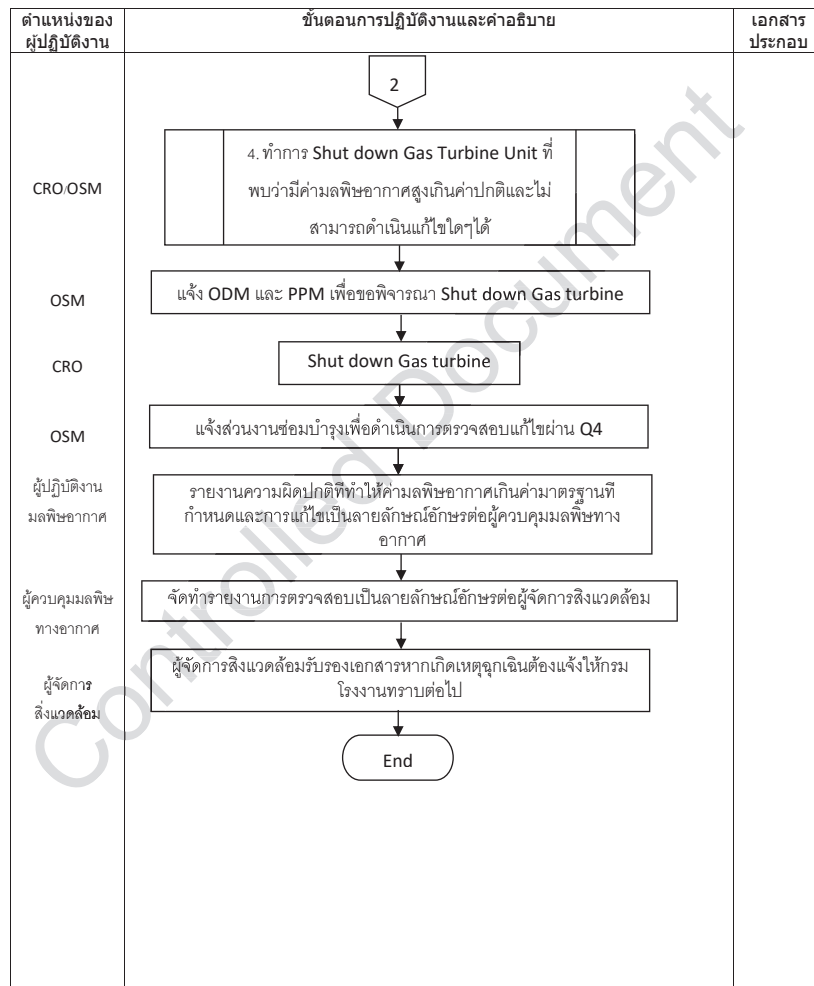 ตำแหน่งของ
ผู้ปฏิบัติงาน
ขั้นตอนการปฏิบัติงานและคำอธิบาย
เอกสาร
ประกอบ
2
CRO/OSM
4. ทำการ Shut down Gas Turbine Unit ที่
พบว่ามีค่ามลพิษอากาศสูงเกินค่าปกติและไม่
สามารถดำเนินแก้ไขใดๆได้
OSM
แจ้ง ODM และ PPM เพื่อขอพิจารณา Shut down Gas turbine
CRO
Shut down Gas turbine
OSM
แจ้งส่วนงานซ่อมบำรุงเพื่อดำเนินการตรวจสอบแก้ไขผ่าน Q4
ผู้ปฏิบัติงาน
มลพิษอากาศ
รายงานความผิดปกติที่ทำให้ค่ามลพิษอากาศเกินค่ามาตรฐานที่
กำหนดและการแก้ไขเป็นลายลักษณ์อักษรต่อผู้ควบคุมมลพิษทาง
อากาศ
ผู้ควบคุมมลพิษ
ทางอากาศ
จัดทำรายงานการตรวจสอบเป็นลายลักษณ์อักษรต่อผู้จัดการสิ่งแวดล้อม
ผู้จัดการ
สิ่งแวดล้อม
ผู้จัดการสิ่งแวดล้อมรับรองเอกสารหากเกิดเหตุฉุกเฉินต้องแจ้งให้กรม
โรงงานทราบต่อไป
End
Controlled Document